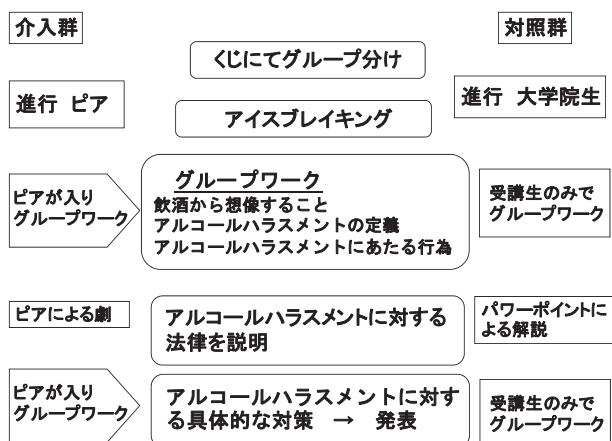 介入群
対照群
くじにてグループ分け
進行 ピア
進行 大学院生
アイスブレイキング
ピアが入り
グループワーク
グループワーク
飲酒から想像すること
アルコールハラスメントの定義
アルコールハラスメントにあたる行為
受講生のみで
グループワーク
ピアによる劇
アルコールハラスメントに対する
法律を説明
パワーポイントに
よる解説
ピアが入り
グループワーク
アルコールハラスメントに対す
る具体的な対策 → 発表
受講生のみで
グループワーク